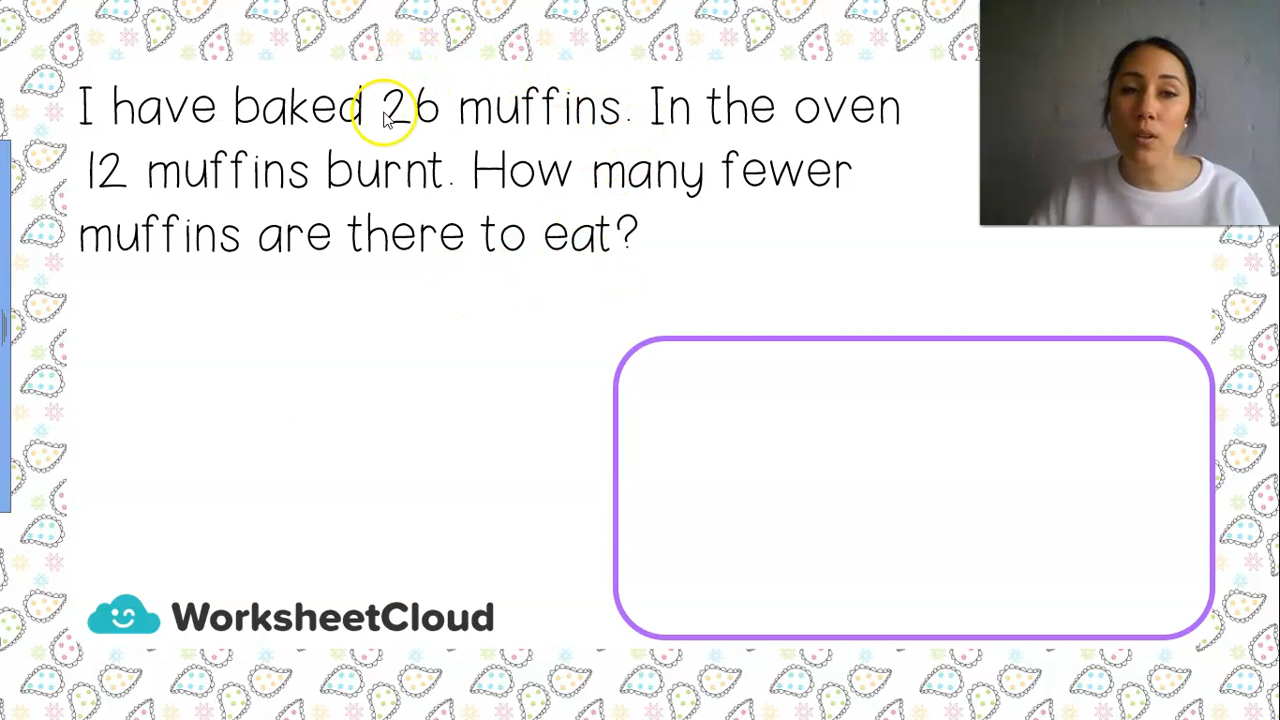 I have baked 26 muffins. In the oven
12 muffins burnt. How many fewer
muffins are there to eat?
WorksheetCloud